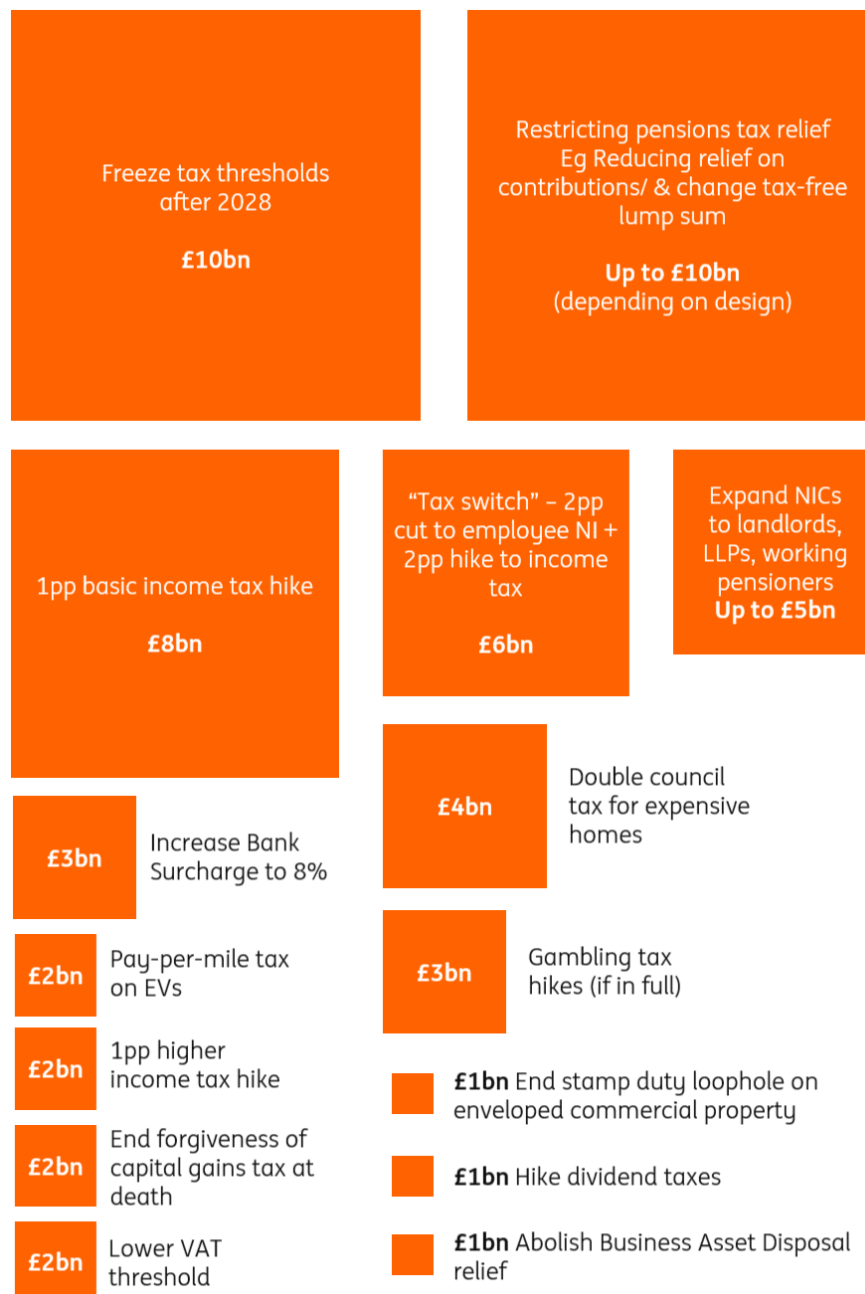 Freeze tax thresholds
after 2028
£10bn
Restricting pensions tax relief
Eg Reducing relief on
contributions/ & change tax-free
lump sum
Up to £10bn
(depending on design)
1pp basic income tax hike
£8bn
“Tax switch” – 2pp
cut to employee NI +
2pp hike to income
tax
£6bn
Expand NICs
to landlords,
LLPs, working
pensioners
Up to £5bn
£4bn
Double council
tax for expensive
homes
£3bn
Increase Bank
Surcharge to 8%
£3bn
Gambling tax
hikes (if in full)
£2bn
Pay-per-mile tax
on EVs
£2bn
1pp higher
income tax hike
£2bn
End forgiveness of
capital gains tax at
death
£2bn
Lower VAT
threshold
£1bn End stamp duty loophole on
enveloped commercial property
£1bn Hike dividend taxes
£1bn Abolish Business Asset Disposal
relief